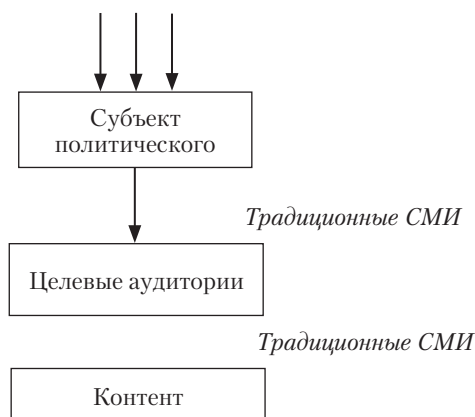 Субъект
политического
Традиционные СМИ
Целевые аудитории
Традиционные СМИ
Контент